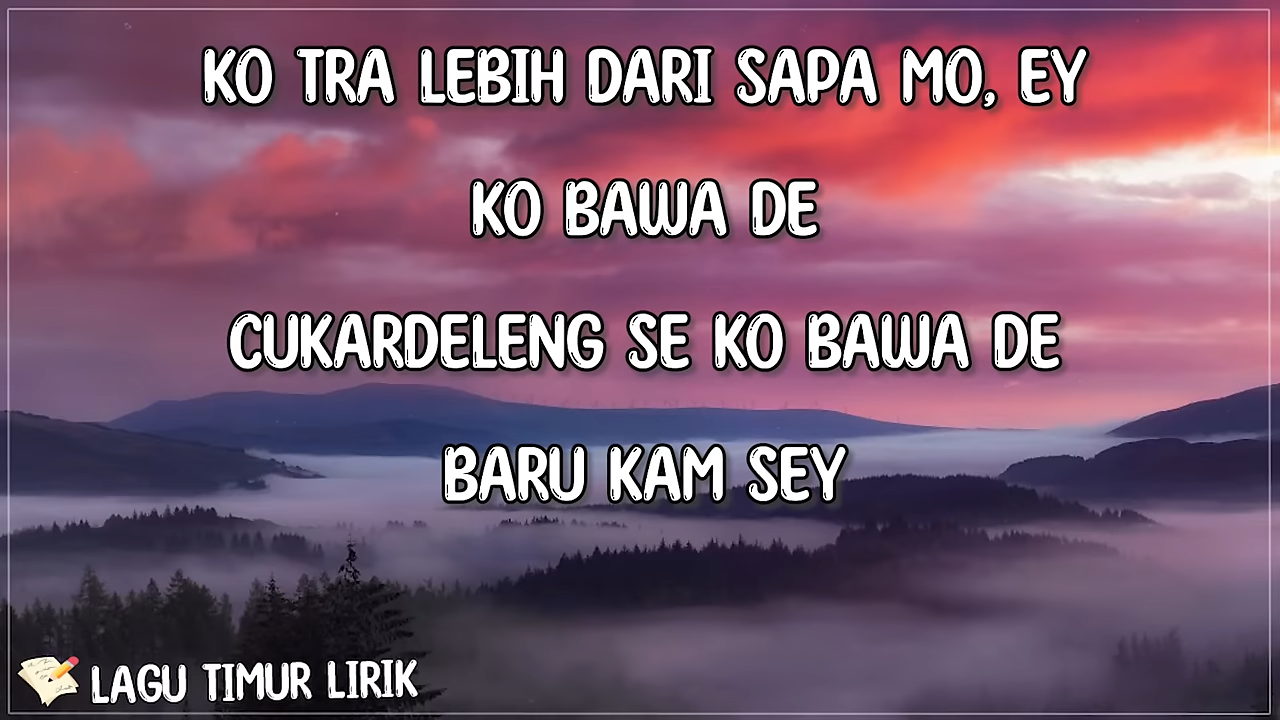 KO TRA LEBIH DARI SAPA MO, EY
KO BAWA DE
CUKARDELENG SE KO BAWA DE
BARU KAM SEY
LAGU TIMUR LIRIK